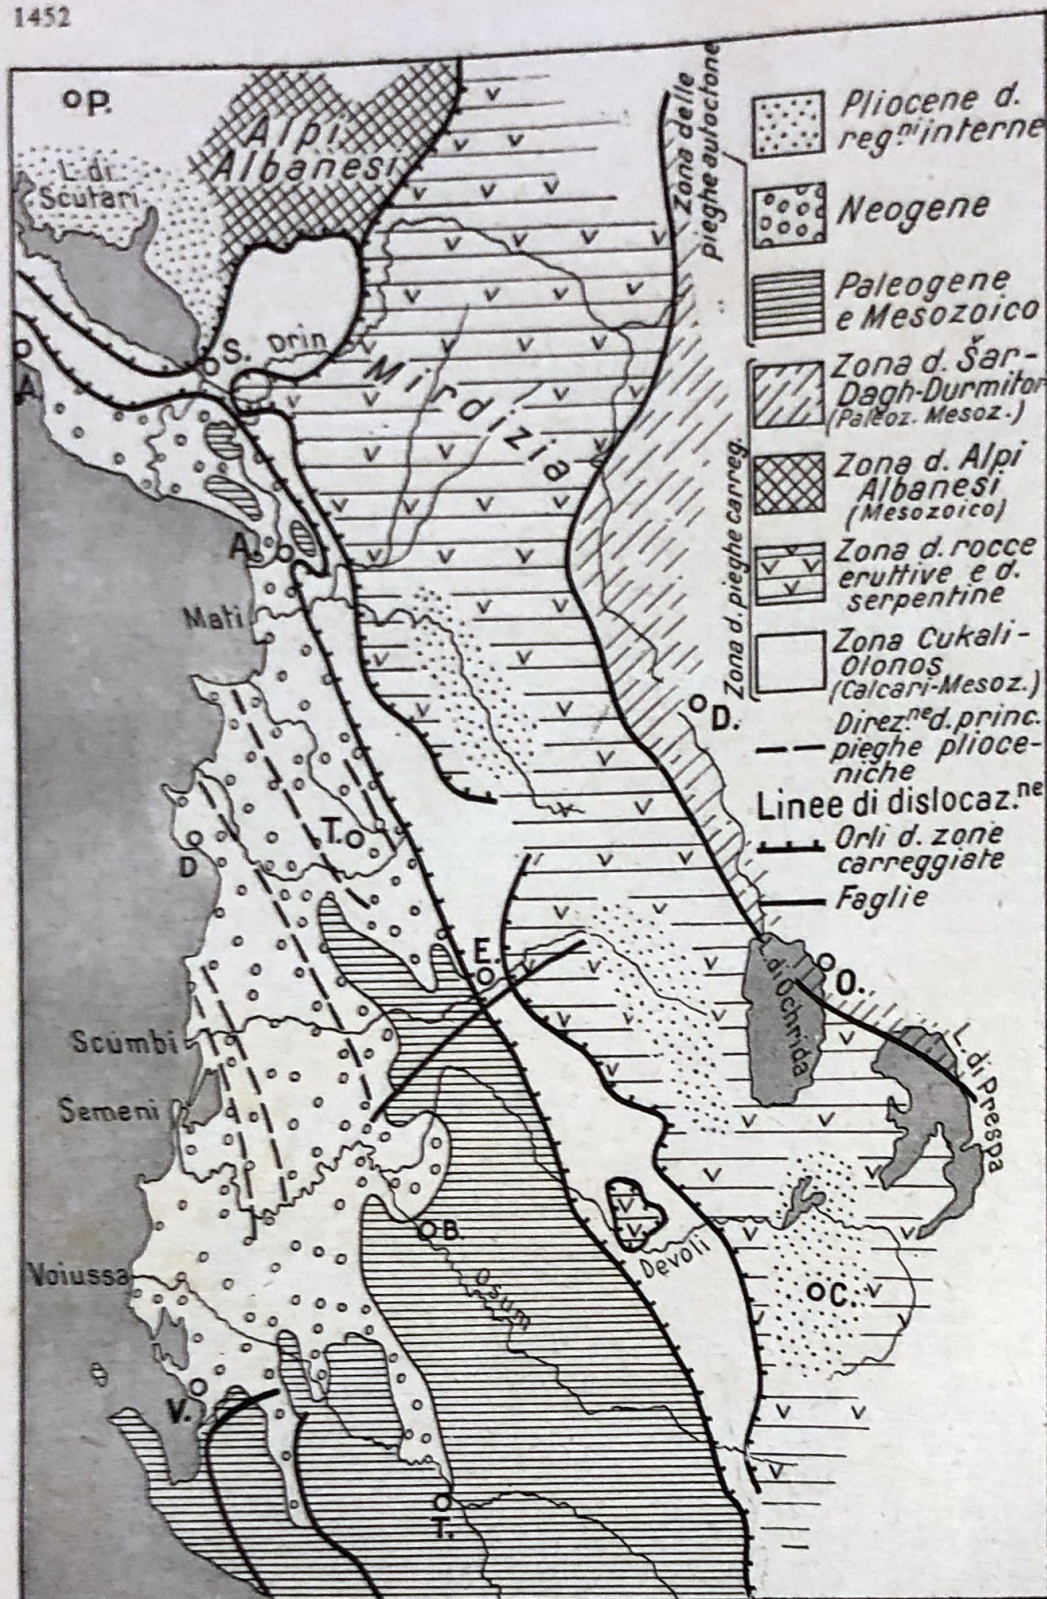 1452
P.
Alpi
Albanesi
L. di
Scutari
S.
Drin
Mirdizia
A
A.
Mati
D.
T.
D
E.
Scumbi
Semeni
O.
L. di Ochrida
L. di Prespa
B.
Devoli
Osum
C.
Voiussa
V.
T.
Zona delle
pieghe autoctone
Zona d. pieghe carreg.
Pliocene d.
reg.ni interne
Neogene
Paleogene
e Mesozoico
Zona d. Šar-
Dagh-Durmitor
(Paleoz. Mesoz.)
Zona d. Alpi
Albanesi
(Mesozoico)
Zona d. rocce
eruttive e d.
serpentine
Zona Cukali-
Olonos
(Calcari-Mesoz.)
Direz.ne d. princ.
pieghe plioce-
niche
Linee di dislocaz.ne
Orli d. zone
carreggiate
Faglie